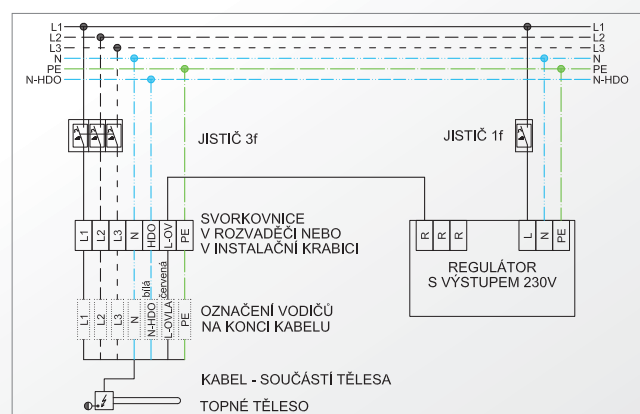 L1 L1
L2 L2
L3 L3
N N
PE PE
N-HDO N-HDO
JISTIČ 3f
JISTIČ 1f
L1 L2 L3 N HDO L-OV PE
SVORKOVNICE
V ROZVADĚČI NEBO
V INSTALAČNÍ KRABICI
R R R L N PE
REGULÁTOR
S VÝSTUPEM 230V
bílá
červená
L1 L2 L3 N N-HDO L-OVLA PE
OZNAČENÍ VODIČŮ
NA KONCI KABELU
KABEL - SOUČÁSTÍ TĚLESA
TOPNÉ TĚLESO